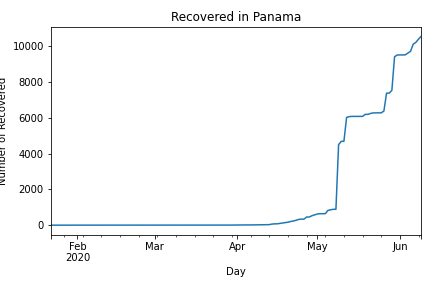 Recovered in Panama
Number of Recovered
10000
8000
6000
4000
2000
0
Feb
2020
Mar
Apr
May
Jun
Day